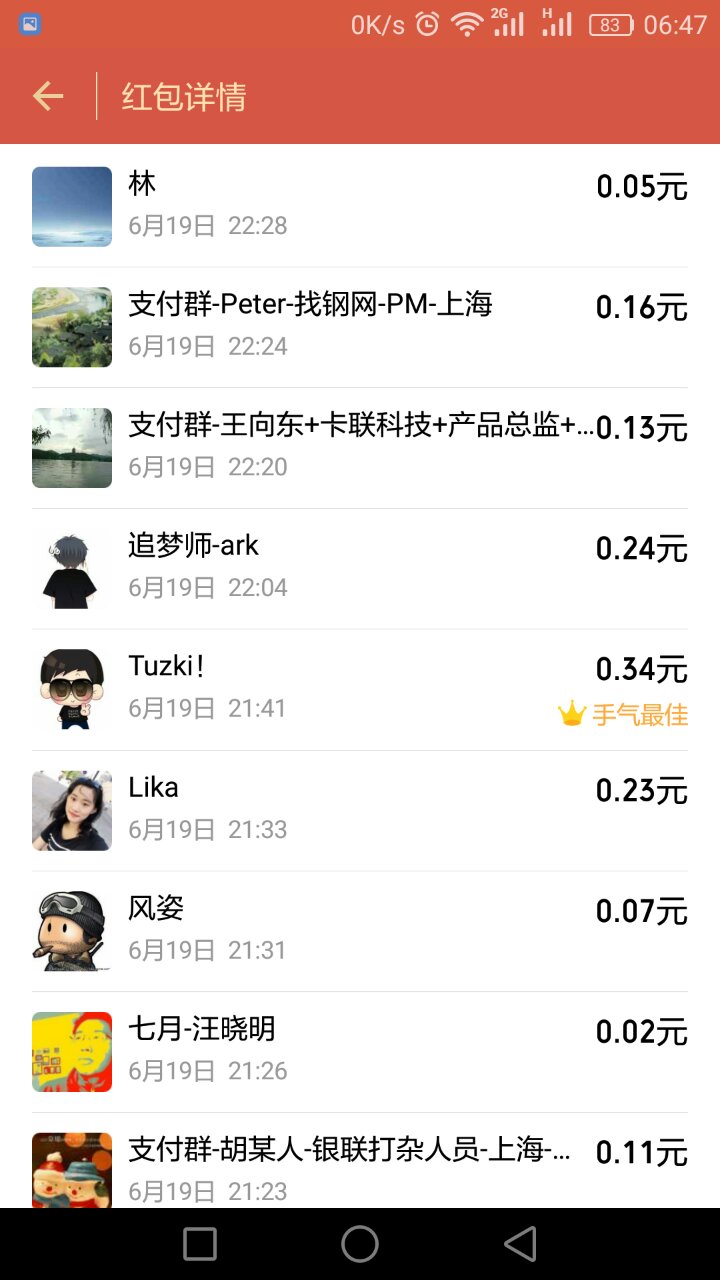 0K/s 2G H 83 06:47
红包详情
林 0.05元
6月19日 22:28
支付群-Peter-找钢网-PM-上海 0.16元
6月19日 22:24
支付群-王向东+卡联科技+产品总监+... 0.13元
6月19日 22:20
追梦师-ark 0.24元
6月19日 22:04
Tuzki! 0.34元
6月19日 21:41 手气最佳
Lika 0.23元
6月19日 21:33
风姿 0.07元
6月19日 21:31
七月-汪晓明 0.02元
6月19日 21:26
支付群-胡某人-银联打杂人员-上海-... 0.11元
6月19日 21:23